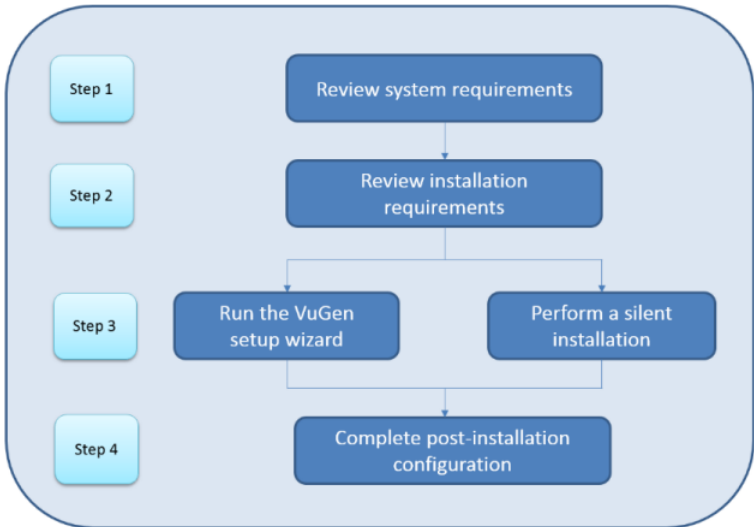 Step 1
Review system requirements
Step 2
Review installation
requirements
Step 3
Run the VuGen
setup wizard
Perform a silent
installation
Step 4
Complete post-installation
configuration